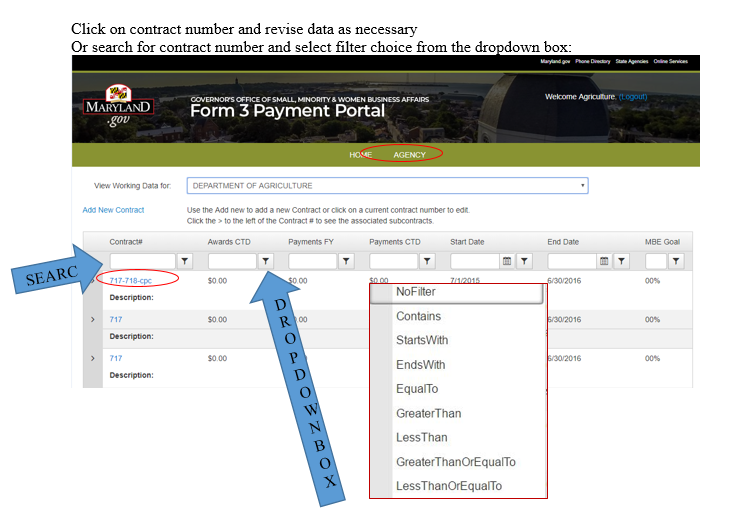 Click on contract number and revise data as necessary
Or search for contract number and select filter choice from the dropdown box:
Maryland.gov Phone Directory State Agencies Online Services
MARYLAND
.gov
GOVERNOR'S OFFICE OF SMALL, MINORITY & WOMEN BUSINESS AFFAIRS
Form 3 Payment Portal
Welcome Agriculture. (Logout)
HOME AGENCY
View Working Data for: DEPARTMENT OF AGRICULTURE
Add New Contract Use the Add new to add a new Contract or click on a current contract number to edit.
Click the > to the left of the Contract # to see the associated subcontracts.
Contract# Awards CTD Payments FY Payments CTD Start Date End Date MBE Goal
SEARC
> 717-718-cpc $0.00 $0.00 $0.00 7/1/2015 6/30/2016 00%
Description:
> 717 $0.00 .00 6/30/2016 00%
Description:
> 717 $0.00 6/30/2016 00%
Description:
DROPDOWN BOX
NoFilter
Contains
StartsWith
EndsWith
EqualTo
GreaterThan
LessThan
GreaterThanOrEqualTo
LessThanOrEqualTo